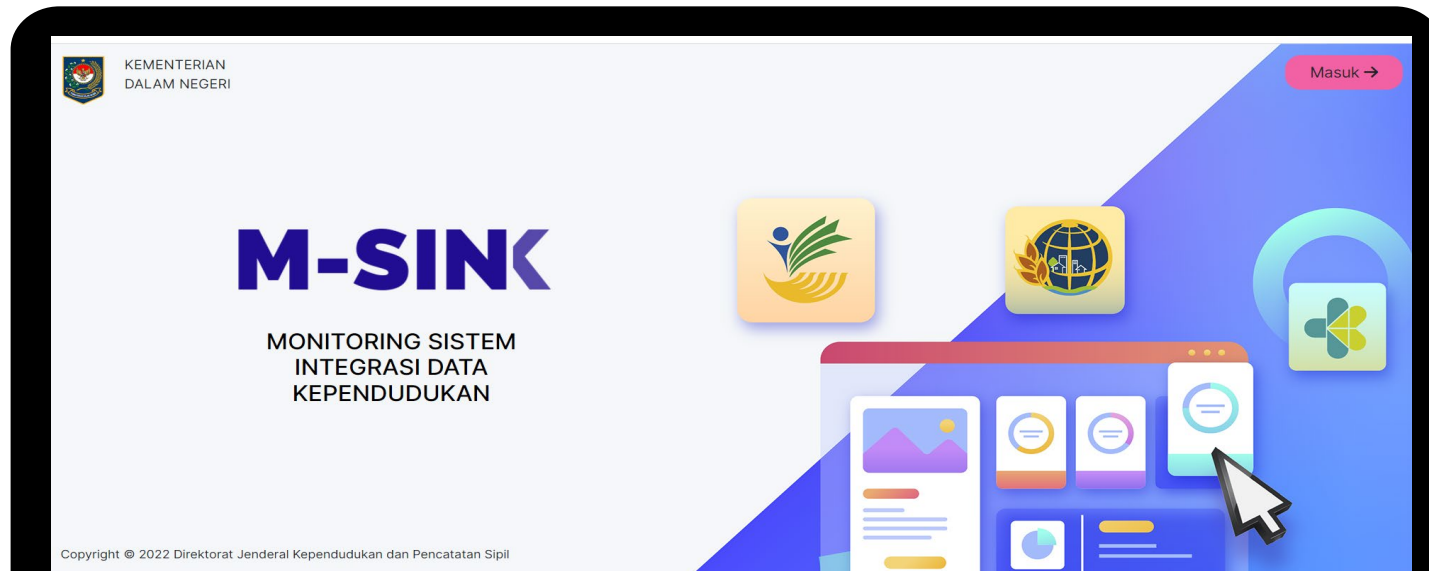 KEMENTERIAN
DALAM NEGERI
Masuk →
M-SINK
MONITORING SISTEM
INTEGRASI DATA
KEPENDUDUKAN
Copyright © 2022 Direktorat Jenderal Kependudukan dan Pencatatan Sipil